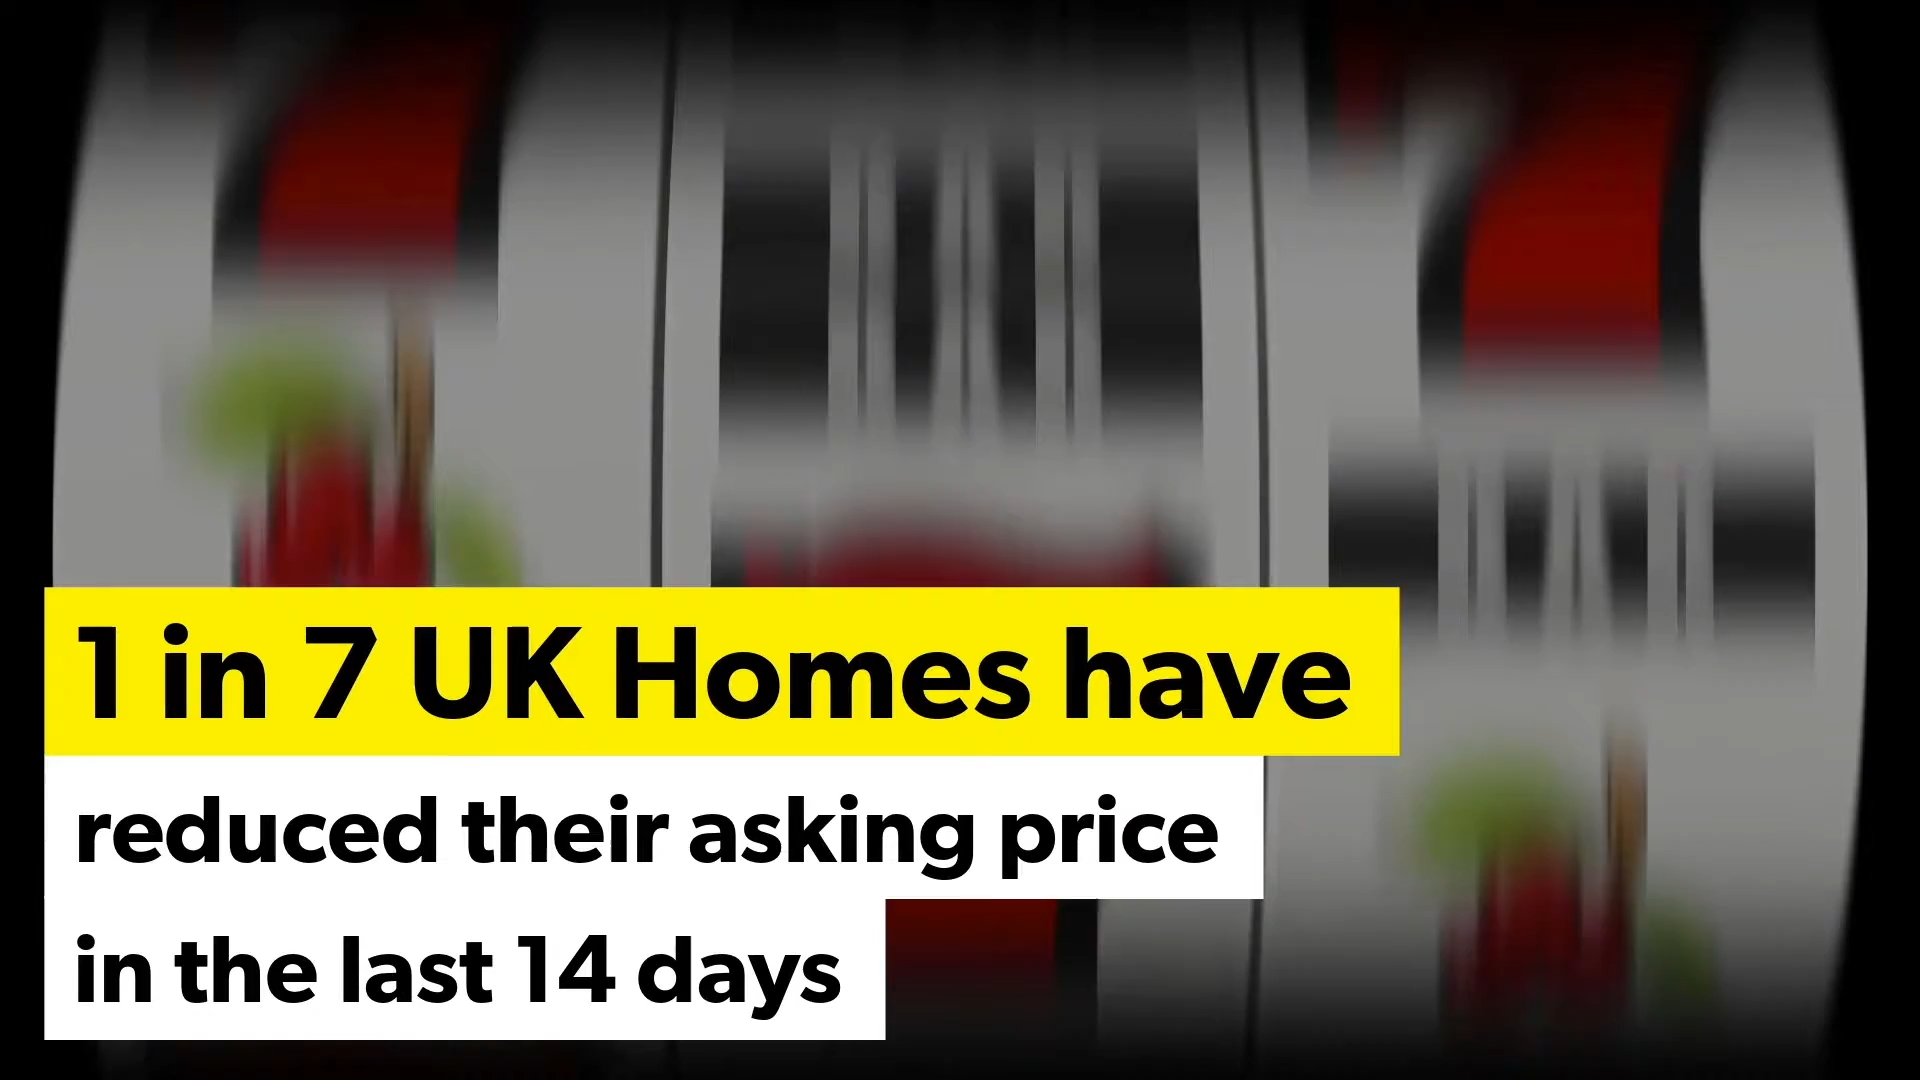 1 in 7 UK Homes have
reduced their asking price
in the last 14 days